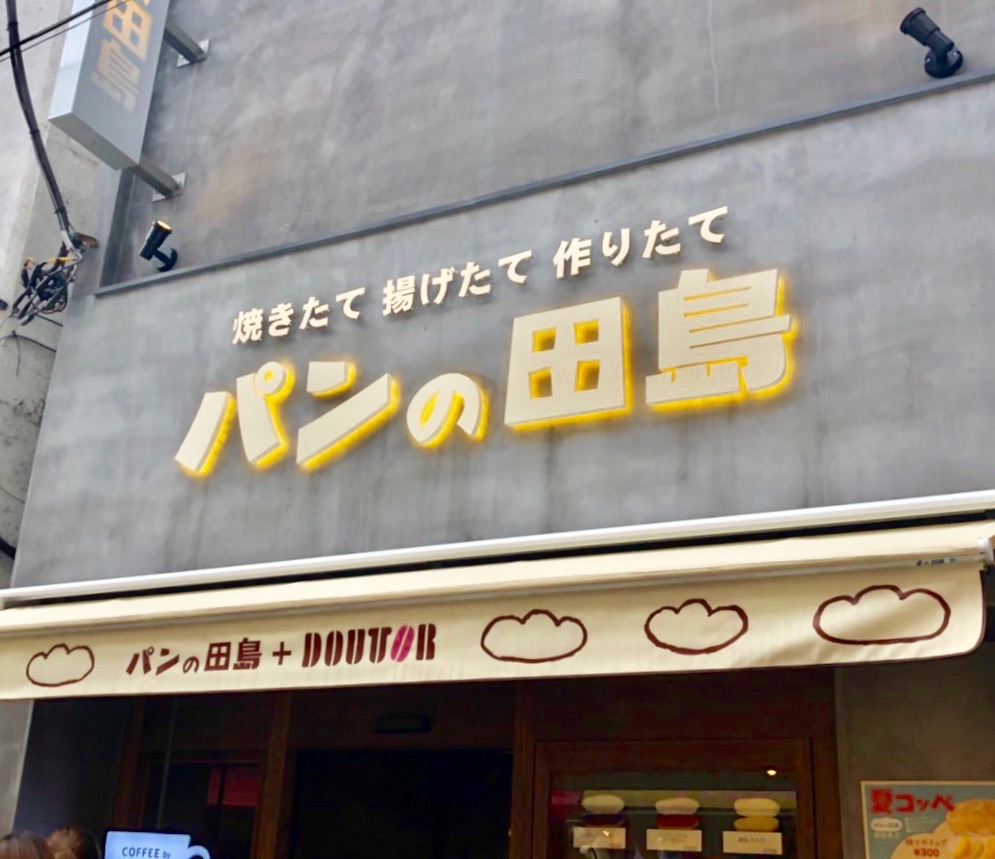 田島
焼きたて 揚げたて 作りたて
パンの田島
パンの田島 + DOUTOR
夏コッペ
¥300
COFFEE by